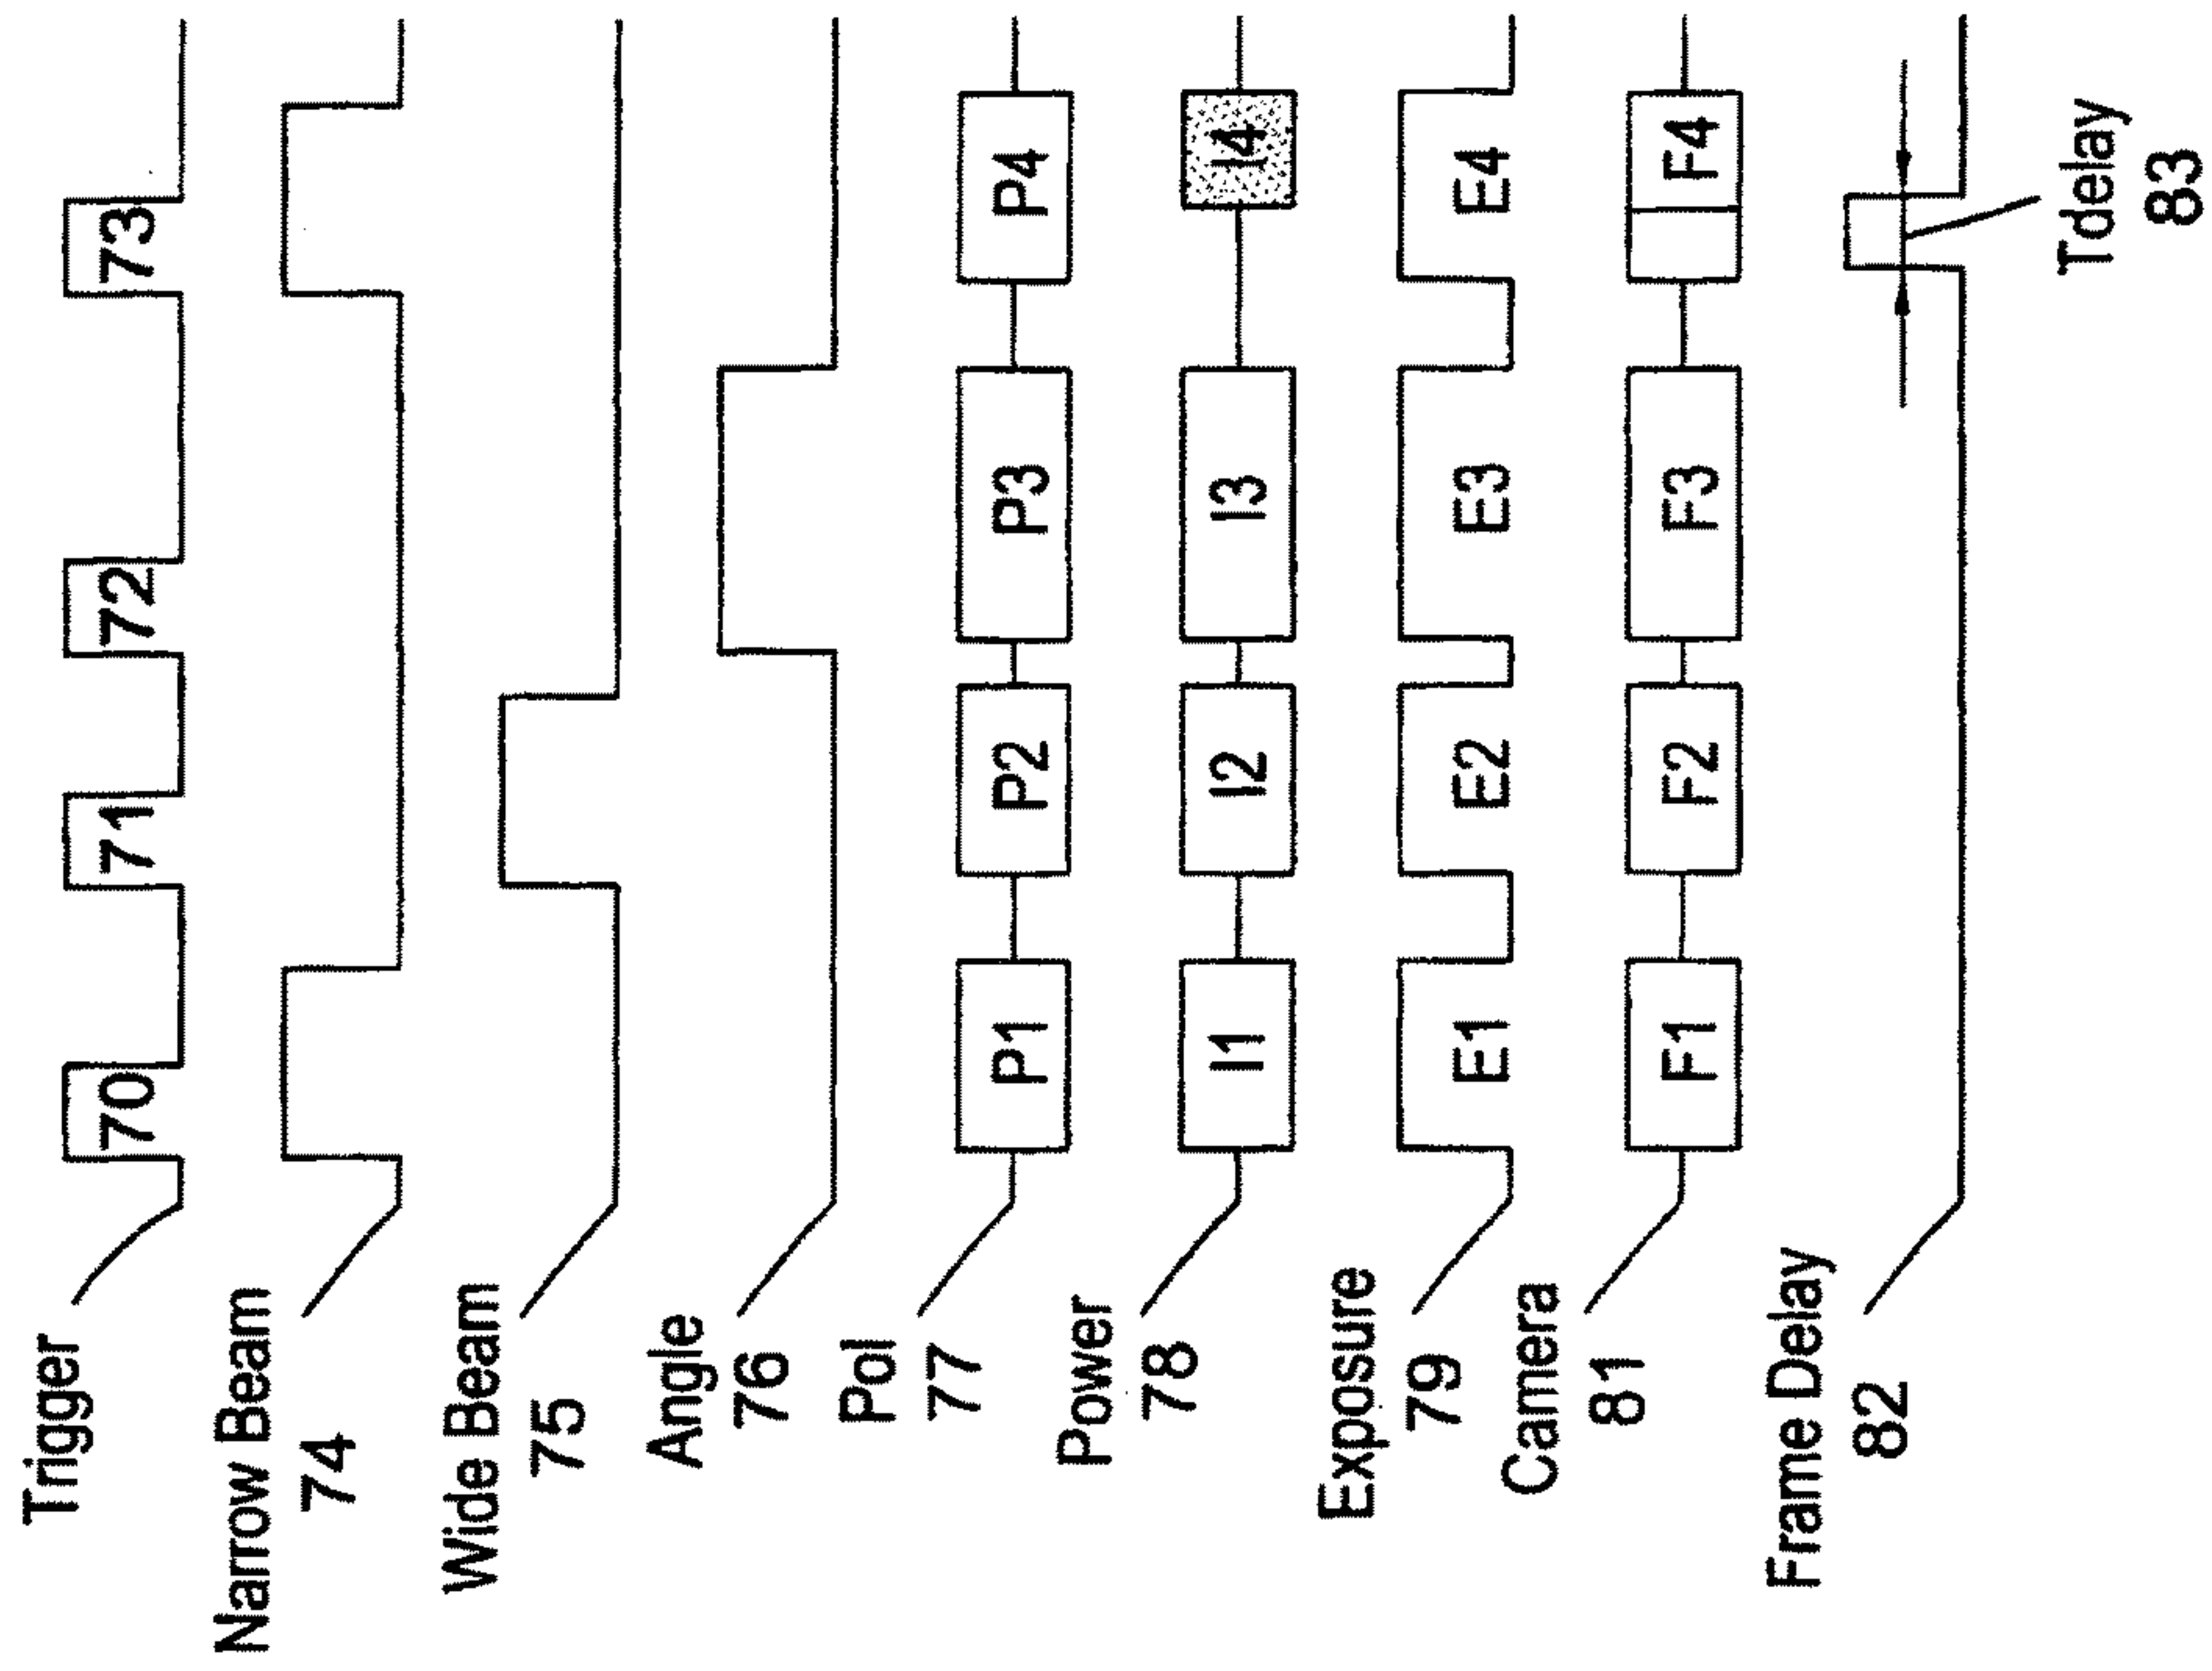 Trigger
70 71 72 73
Narrow Beam
74
Wide Beam
75
Angle
76
Pol
77
P1 P2 P3 P4
Power
78
I1 I2 I3 I4
Exposure
79
E1 E2 E3 E4
Camera
81
F1 F2 F3 F4
Frame Delay
82
Tdelay
83